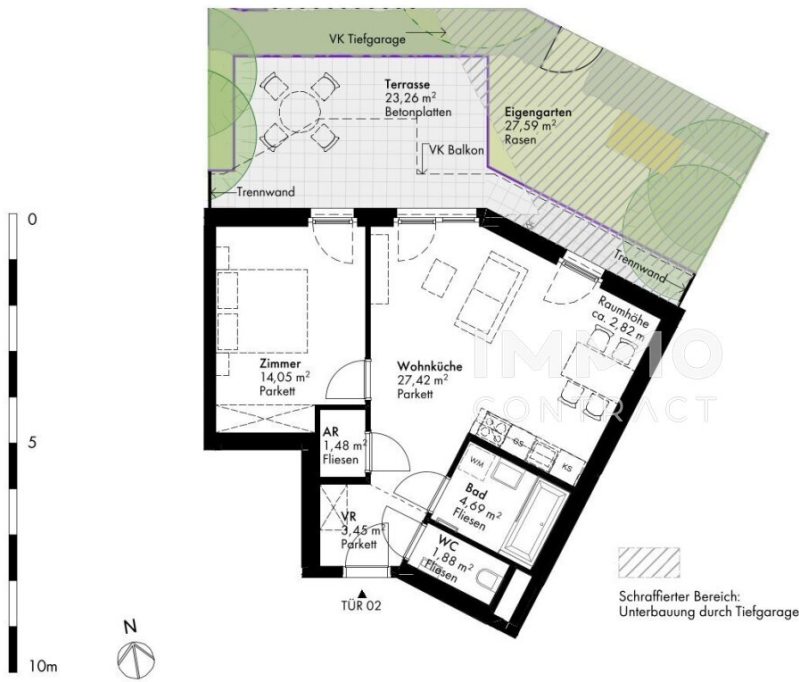 VK Tiefgarage
Terrasse
23,26 m²
Betonplatten
Eigengarten
27,59 m²
Rasen
VK Balkon
Trennwand
Trennwand
0
Raumhöhe
ca. 2,82 m
Zimmer
14,05 m²
Parkett
Wohnküche
27,42 m²
Parkett
IMMO
CONTRACT
AR
1,48 m²
Fliesen
GS
KS
5
WM
Bad
4,69 m²
Fliesen
VR
3,45 m²
Parkett
WC
1,88 m²
Fliesen
TÜR 02
Schraffierter Bereich:
Unterbauung durch Tiefgarage
N
10m